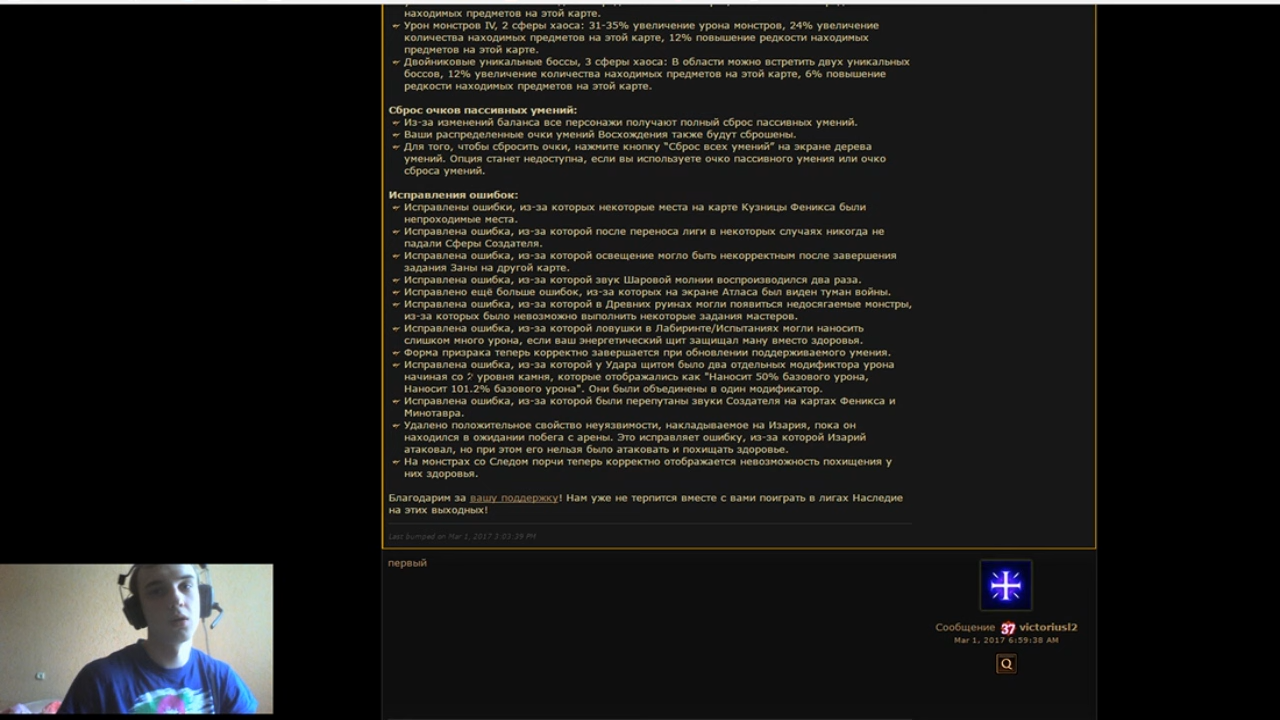 находимых предметов на этой карте.
Урон монстров IV, 2 сферы хаоса: 31-35% увеличение урона монстров, 24% увеличение
количества находимых предметов на этой карте, 12% повышение редкости находимых
предметов на этой карте.
Двойниковые уникальные боссы, 3 сферы хаоса: В области можно встретить двух уникальных
боссов, 12% увеличение количества находимых предметов на этой карте, 6% повышение
редкости находимых предметов на этой карте.
Сброс очков пассивных умений:
Из-за изменений баланса все персонажи получают полный сброс пассивных умений.
Ваши распределенные очки умений Восхождения также будут сброшены.
Для того, чтобы сбросить очки, нажмите кнопку “Сброс всех умений” на экране дерева
умений. Опция станет недоступна, если вы используете очко пассивного умения или очко
сброса умений.
Исправления ошибок:
Исправлены ошибки, из-за которых некоторые места на карте Кузницы Феникса были
непроходимые места.
Исправлена ошибка, из-за которой после переноса лиги в некоторых случаях никогда не
падали Сферы Создателя.
Исправлена ошибка, из-за которой освещение могло быть некорректным после завершения
задания Заны на другой карте.
Исправлена ошибка, из-за которой звук Шаровой молнии воспроизводился два раза.
Исправлено ещё больше ошибок, из-за которых на экране Атласа был виден туман войны.
Исправлена ошибка, из-за которой в Древних руинах могли появиться недосягаемые монстры,
из-за которых было невозможно выполнить некоторые задания мастеров.
Исправлена ошибка, из-за которой ловушки в Лабиринте/Испытаниях могли наносить
слишком много урона, если ваш энергетический щит защищал ману вместо здоровья.
Форма призрака теперь корректно завершается при обновлении поддерживаемого умения.
Исправлена ошибка, из-за которой у Удара щитом было два отдельных модификтора урона
начиная со уровня камня, которые отображались как "Наносит 50% базового урона,
Наносит 101.2% базового урона". Они были объединены в один модификатор.
Исправлена ошибка, из-за которой были перепутаны звуки Создателя на картах Феникса и
Минотавра.
Удалено положительное свойство неуязвимости, накладываемое на Изария, пока он
находился в ожидании побега с арены. Это исправляет ошибку, из-за которой Изарий
атаковал, но при этом его нельзя было атаковать и похищать здоровье.
На монстрах со Следом порчи теперь корректно отображается невозможность похищения у
них здоровья.
Благодарим за вашу поддержку! Нам уже не терпится вместе с вами поиграть в лигах Наследие
на этих выходных!
Last bumped on Mar 1, 2017 3:03:39 PM
первый
Сообщение 37 victoriusl2
Mar 1, 2017 6:59:38 AM
Q